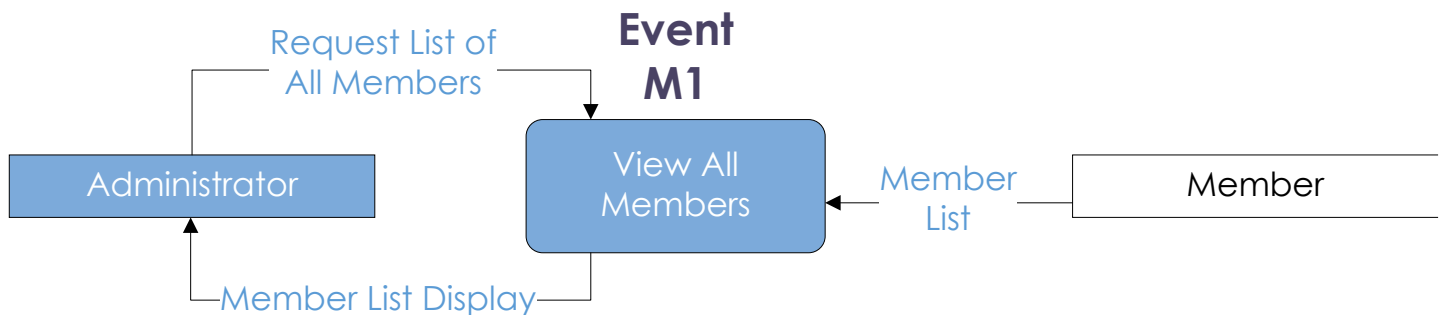 Request List of
All Members
Event
M1
Administrator
View All
Members
Member
List
Member
Member List Display